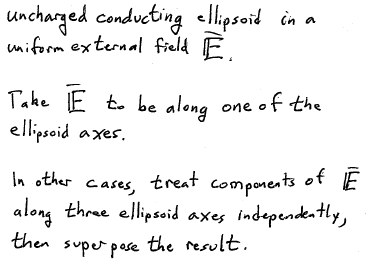 uncharged conducting ellipsoid in a
uniform external field E̅.
Take E̅ to be along one of the
ellipsoid axes.
In other cases, treat components of E̅
along three ellipsoid axes independently,
then superpose the result.